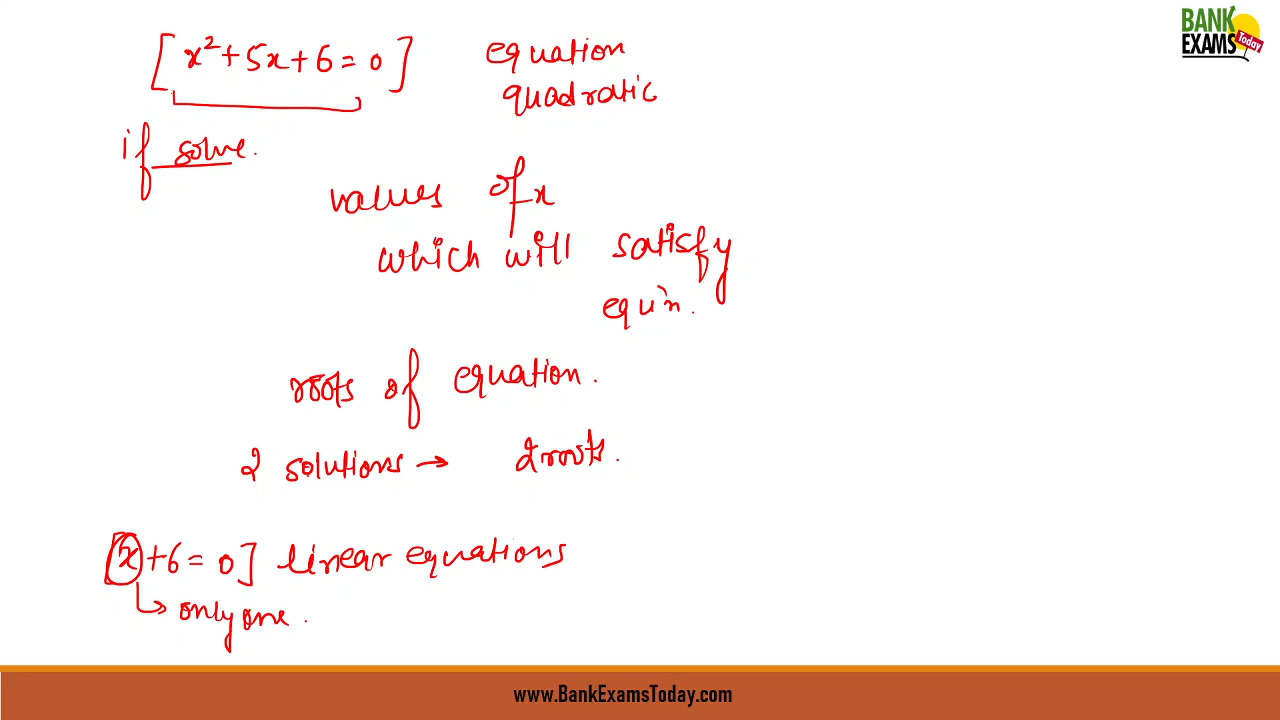 BANK
EXAMS
Today
[x²+5x+6=0] equation
quadratic
if solve.
values of x
which will satisfy
equ'n.
roots of equation.
2 solutions → 2 roots.
[x+6=0] linear equations
↳ only one.
www.BankExamsToday.com